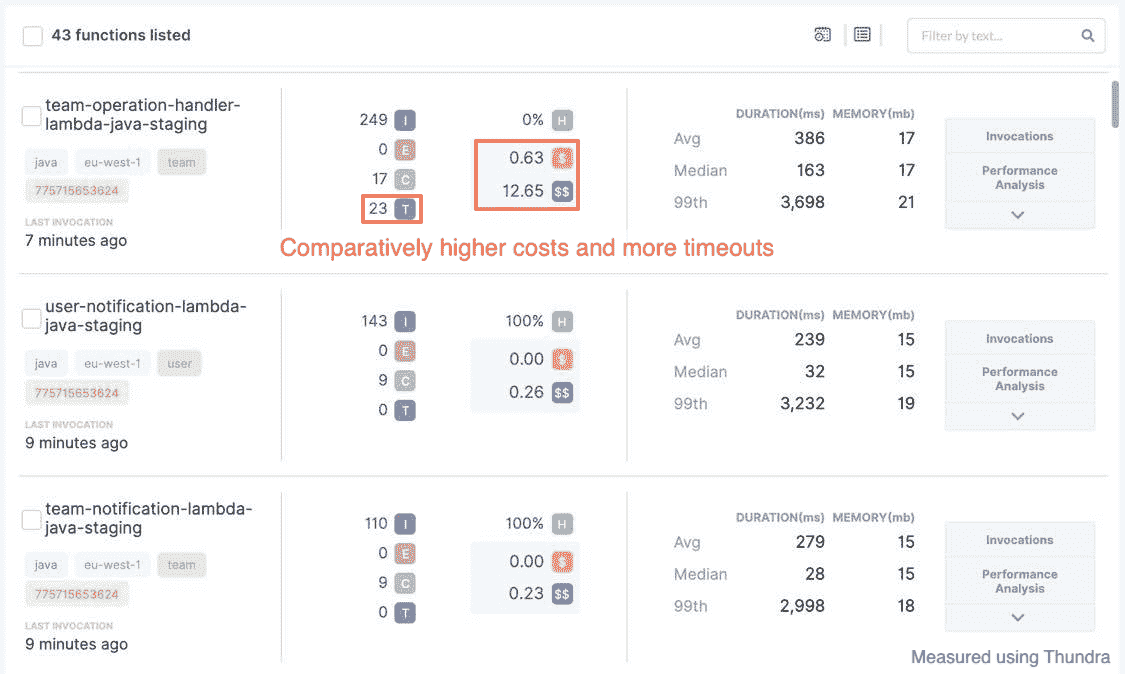 43 functions listed
Filter by text...
team-operation-handler-
lambda-java-staging
java eu-west-1 team
775715653624
LAST INVOCATION
7 minutes ago
249 I
0 E
17 C
23 T
0% H
0.63 $
12.65 $$
DURATION(ms) MEMORY(mb)
Avg 386 17
Median 163 17
99th 3,698 21
Invocations
Performance
Analysis
Comparatively higher costs and more timeouts
user-notification-lambda-
java-staging
java eu-west-1 user
775715653624
LAST INVOCATION
9 minutes ago
143 I
0 E
9 C
0 T
100% H
0.00 $
0.26 $$
DURATION(ms) MEMORY(mb)
Avg 239 15
Median 32 15
99th 3,232 19
Invocations
Performance
Analysis
team-notification-lambda-
java-staging
java eu-west-1 team
775715653624
LAST INVOCATION
9 minutes ago
110 I
0 E
9 C
0 T
100% H
0.00 $
0.23 $$
DURATION(ms) MEMORY(mb)
Avg 279 15
Median 28 15
99th 2,998 18
Invocations
Performance
Analysis
Measured using Thundra